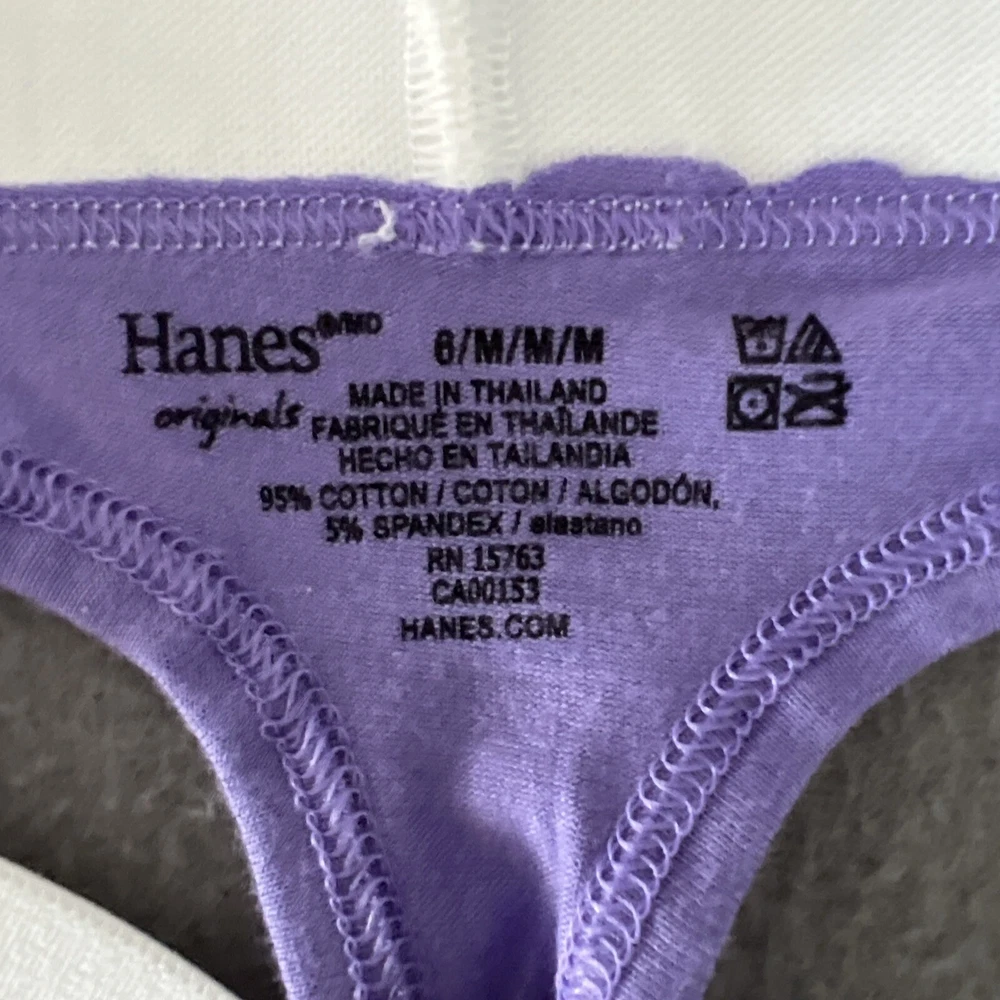 Hanes®/MD
originals
6/M/M/M
MADE IN THAILAND
FABRIQUÉ EN THAÏLANDE
HECHO EN TAILANDIA
95% COTTON / COTON / ALGODÓN,
5% SPANDEX / elastano
RN 15763
CA00153
HANES.COM